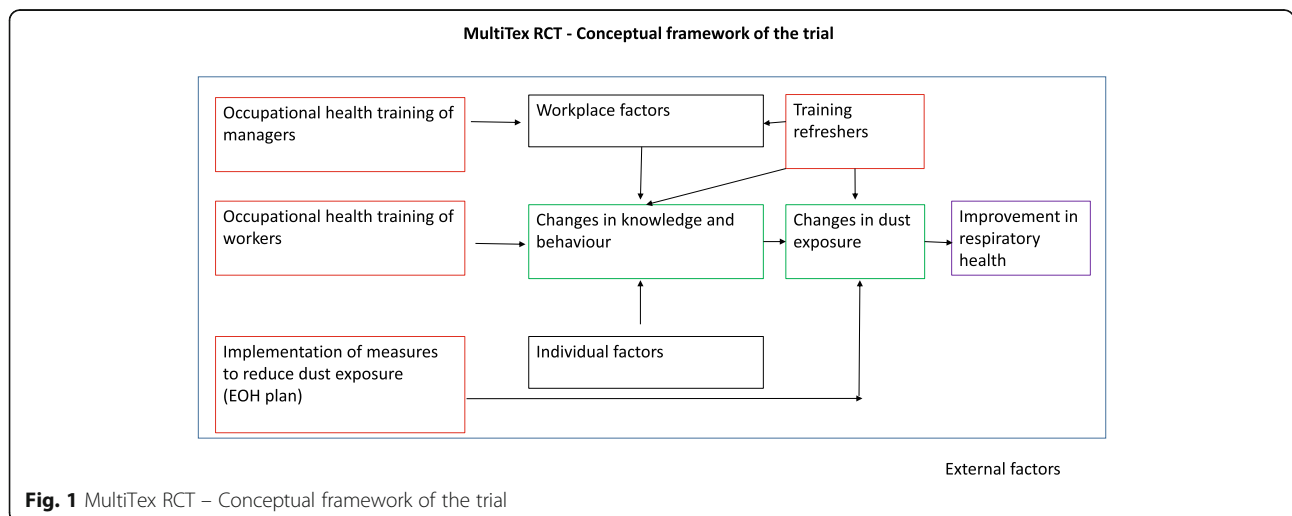 MultiTex RCT - Conceptual framework of the trial
Occupational health training of
managers
Workplace factors
Training
refreshers
Occupational health training of
workers
Changes in knowledge and
behaviour
Changes in dust
exposure
Improvement in
respiratory
health
Implementation of measures
to reduce dust exposure
(EOH plan)
Individual factors
External factors
Fig. 1 MultiTex RCT – Conceptual framework of the trial